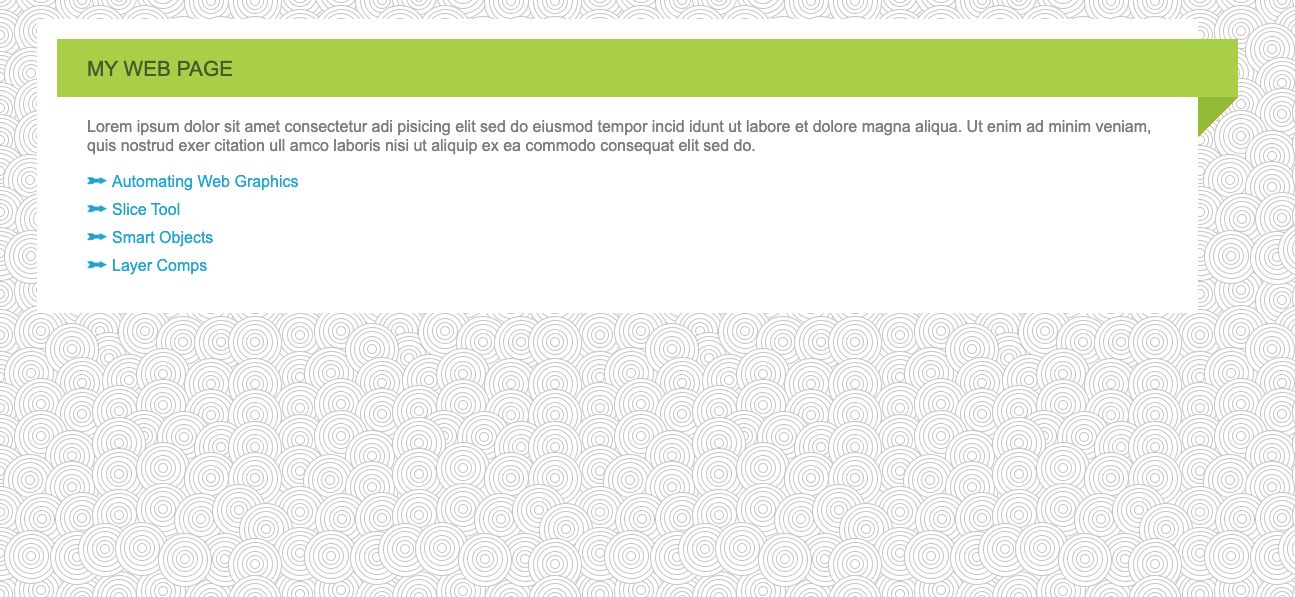 MY WEB PAGE
Lorem ipsum dolor sit amet consectetur adi pisicing elit sed do eiusmod tempor incid idunt ut labore et dolore magna aliqua. Ut enim ad minim veniam,
quis nostrud exer citation ull amco laboris nisi ut aliquip ex ea commodo consequat elit sed do.
Automating Web Graphics
Slice Tool
Smart Objects
Layer Comps